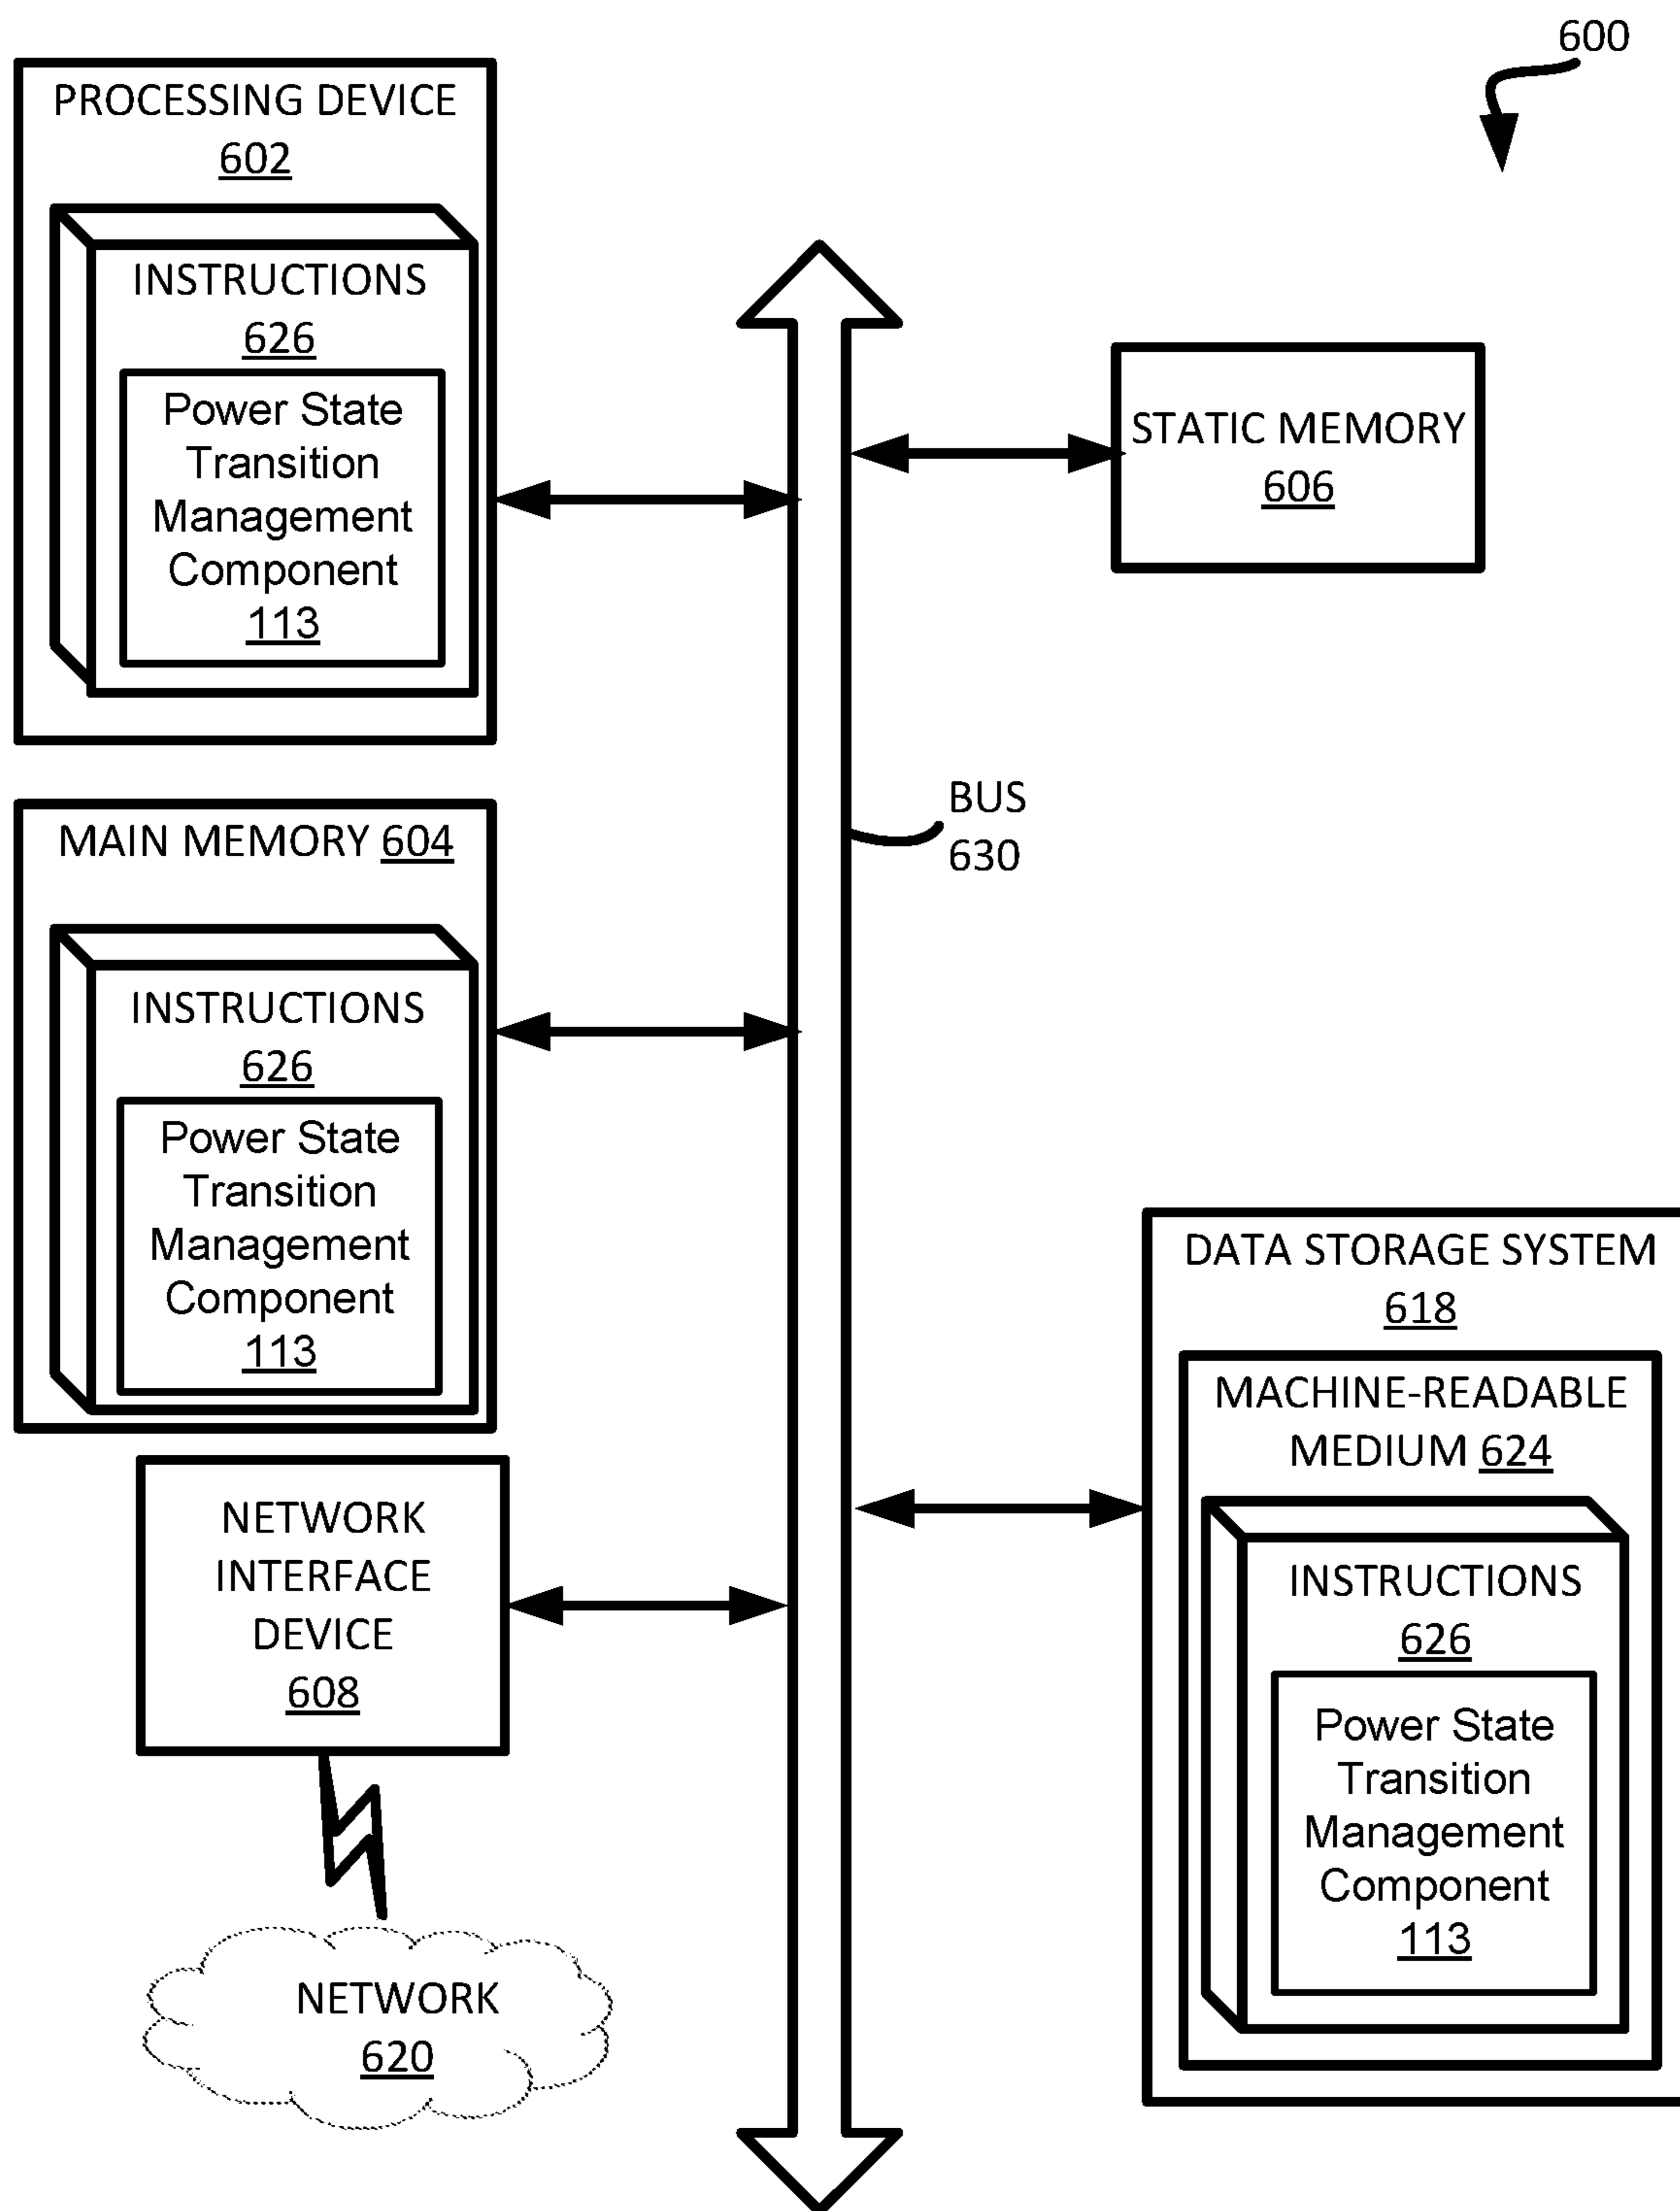 600
PROCESSING DEVICE
602
INSTRUCTIONS
626
Power State
Transition
Management
Component
113
STATIC MEMORY
606
BUS
630
MAIN MEMORY 604
INSTRUCTIONS
626
Power State
Transition
Management
Component
113
DATA STORAGE SYSTEM
618
MACHINE-READABLE
MEDIUM 624
INSTRUCTIONS
626
Power State
Transition
Management
Component
113
NETWORK
INTERFACE
DEVICE
608
NETWORK
620